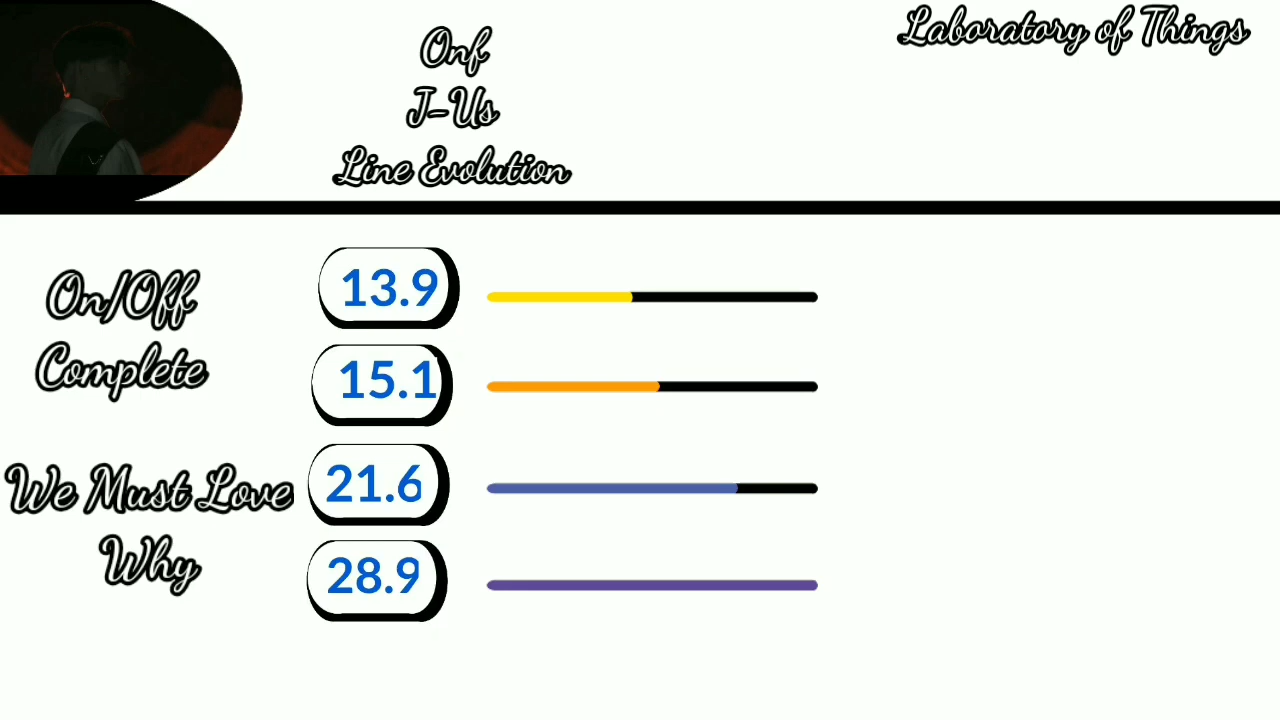 Onf
J-Us
Line Evolution
Laboratory of Things
On/Off
13.9
Complete
15.1
We Must Love
21.6
Why
28.9